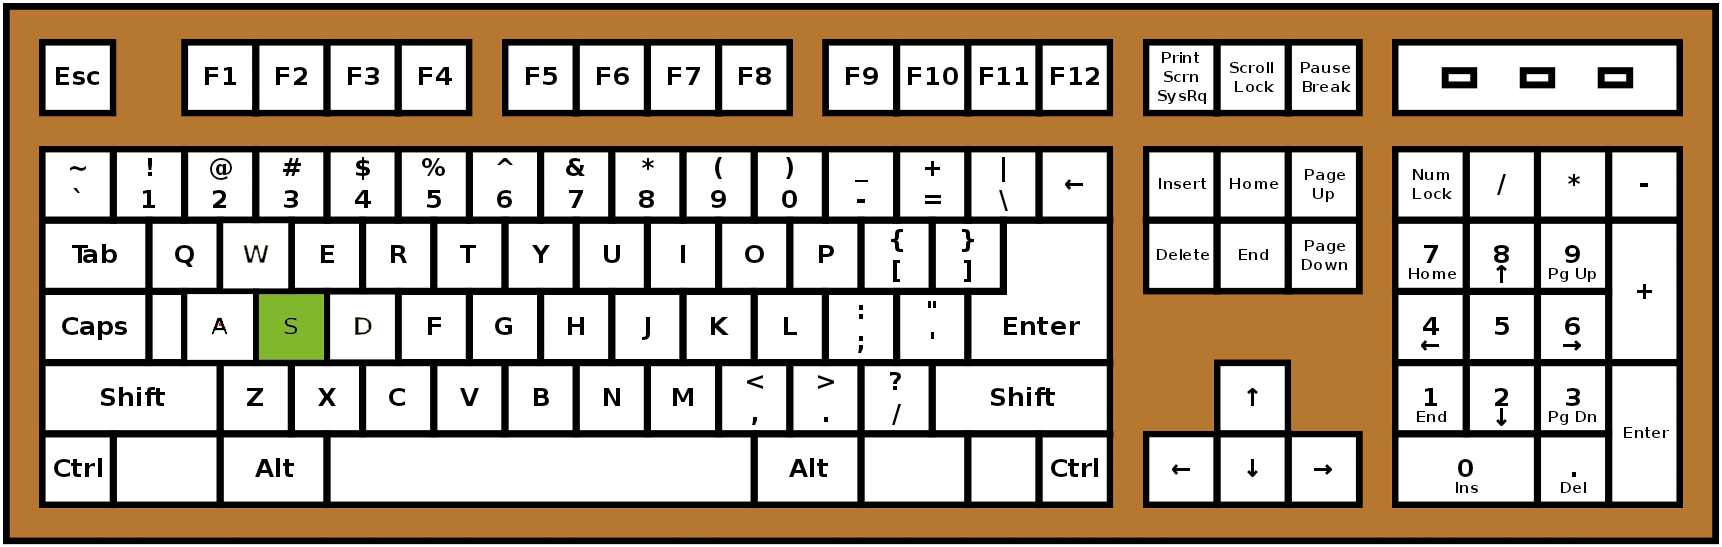 Esc F1 F2 F3 F4 F5 F6 F7 F8 F9 F10 F11 F12 Print Scrn SysRq Scroll Lock Pause Break
~ ` ! 1 @ 2 # 3 $ 4 % 5 ^ 6 & 7 * 8 ( 9 ) 0 _ - + = | \ ← Insert Home Page Up Num Lock / * -
Tab Q W E R T Y U I O P { [ } ] Delete End Page Down 7 Home 8 ↑ 9 Pg Up +
Caps A S D F G H J K L : ; " ' Enter 4 ← 5 6 →
Shift Z X C V B N M < , > . ? / Shift ↑ 1 End 2 ↓ 3 Pg Dn Enter
Ctrl Alt Alt Ctrl ← ↓ → 0 Ins . Del